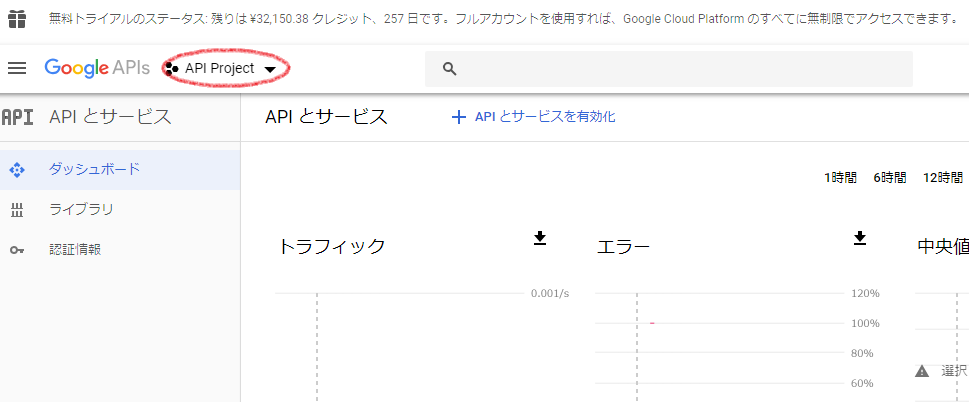 無料トライアルのステータス: 残りは ¥32,150.38 クレジット、257 日です。フルアカウントを使用すれば、Google Cloud Platform のすべてに無制限でアクセスできます。
Google APIs API Project
API API とサービス API とサービス + API とサービスを有効化
ダッシュボード
1時間 6時間 12時間
ライブラリ
認証情報
トラフィック エラー 中央値
0.001/s 120%
100%
80%
選択
60%